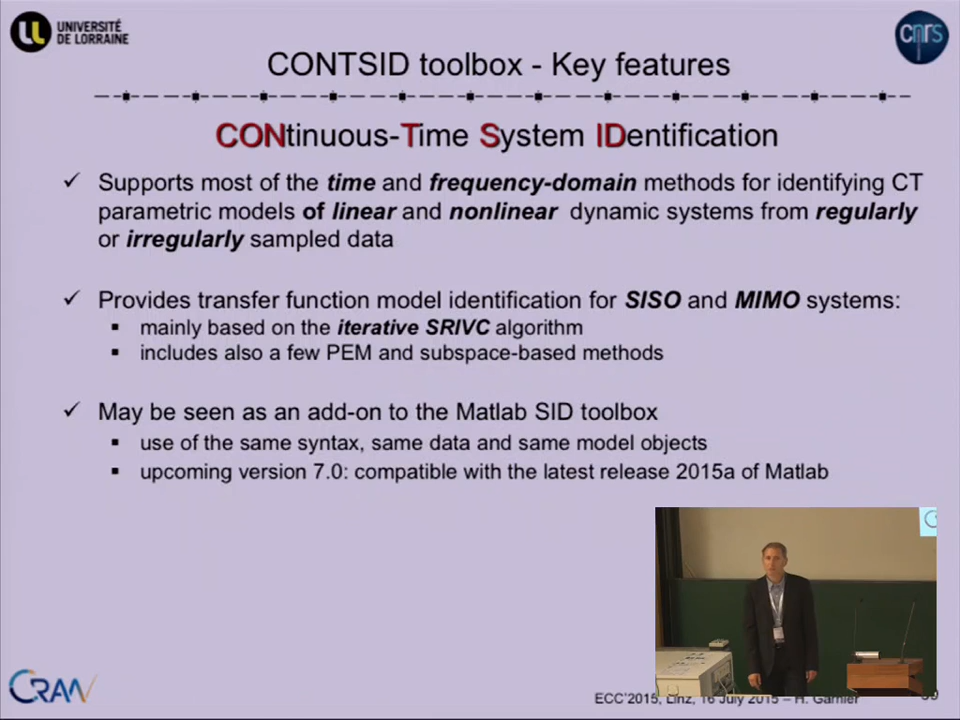 UNIVERSITÉ
DE LORRAINE
cnrs
CONTSID toolbox - Key features
CONtinuous-Time System IDentification
✓ Supports most of the time and frequency-domain methods for identifying CT
parametric models of linear and nonlinear dynamic systems from regularly
or irregularly sampled data
✓ Provides transfer function model identification for SISO and MIMO systems:
▪ mainly based on the iterative SRIVC algorithm
▪ includes also a few PEM and subspace-based methods
✓ May be seen as an add-on to the Matlab SID toolbox
▪ use of the same syntax, same data and same model objects
▪ upcoming version 7.0: compatible with the latest release 2015a of Matlab
CRAN
ECC'2015, Linz, 16 July 2015 – H. Garnier